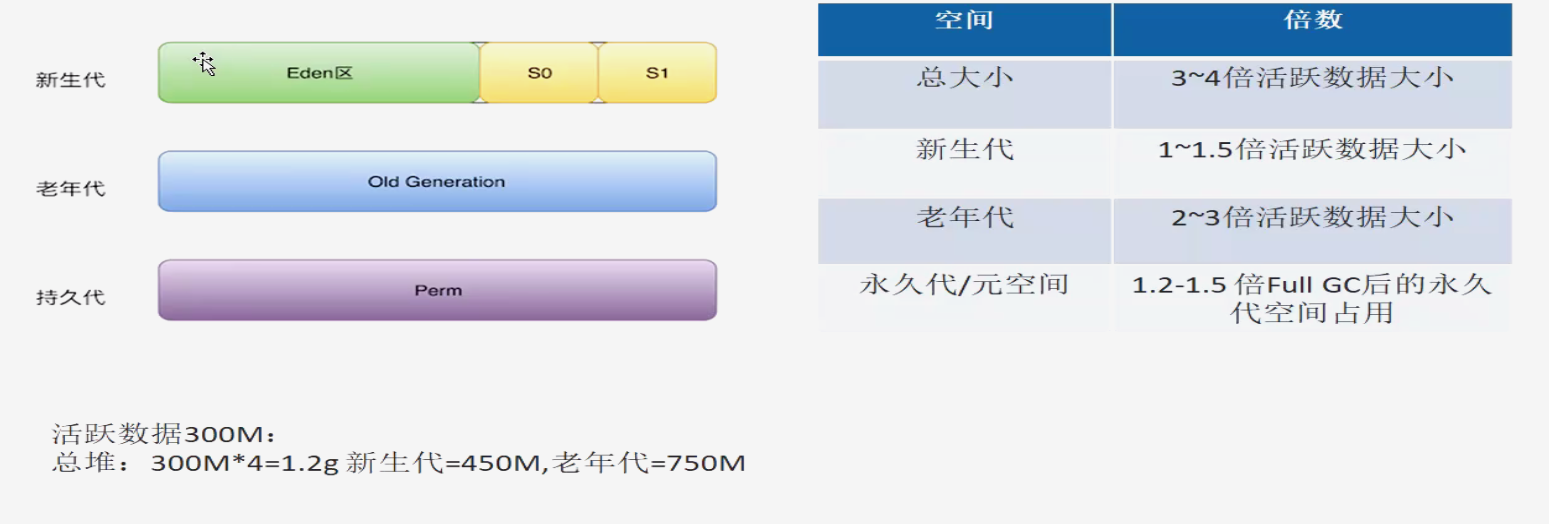 新生代
Eden区
S0
S1
老年代
Old Generation
持久代
Perm
空间
倍数
总大小
3~4倍活跃数据大小
新生代
1~1.5倍活跃数据大小
老年代
2~3倍活跃数据大小
永久代/元空间
1.2-1.5 倍Full GC后的永久
代空间占用
活跃数据300M：
总堆：300M*4=1.2g 新生代=450M,老年代=750M